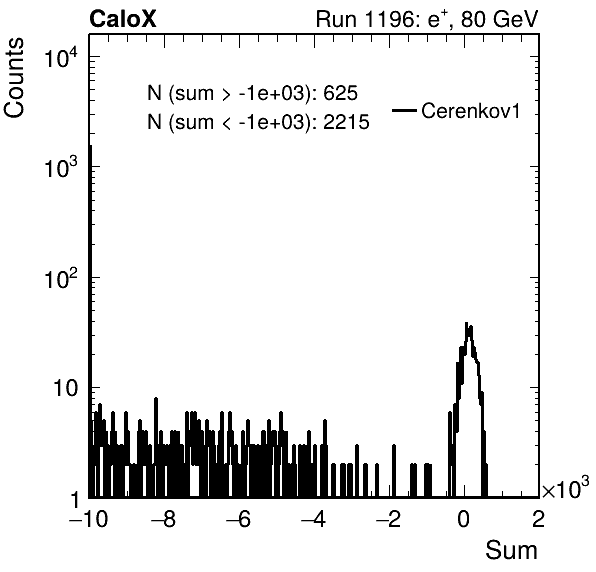 CaloX
Run 1196: e⁺, 80 GeV
Counts
N (sum > -1e+03): 625
N (sum < -1e+03): 2215
Cerenkov1
10⁴
10³
10²
10
1
−10 −8 −6 −4 −2 0 2
×10³
Sum